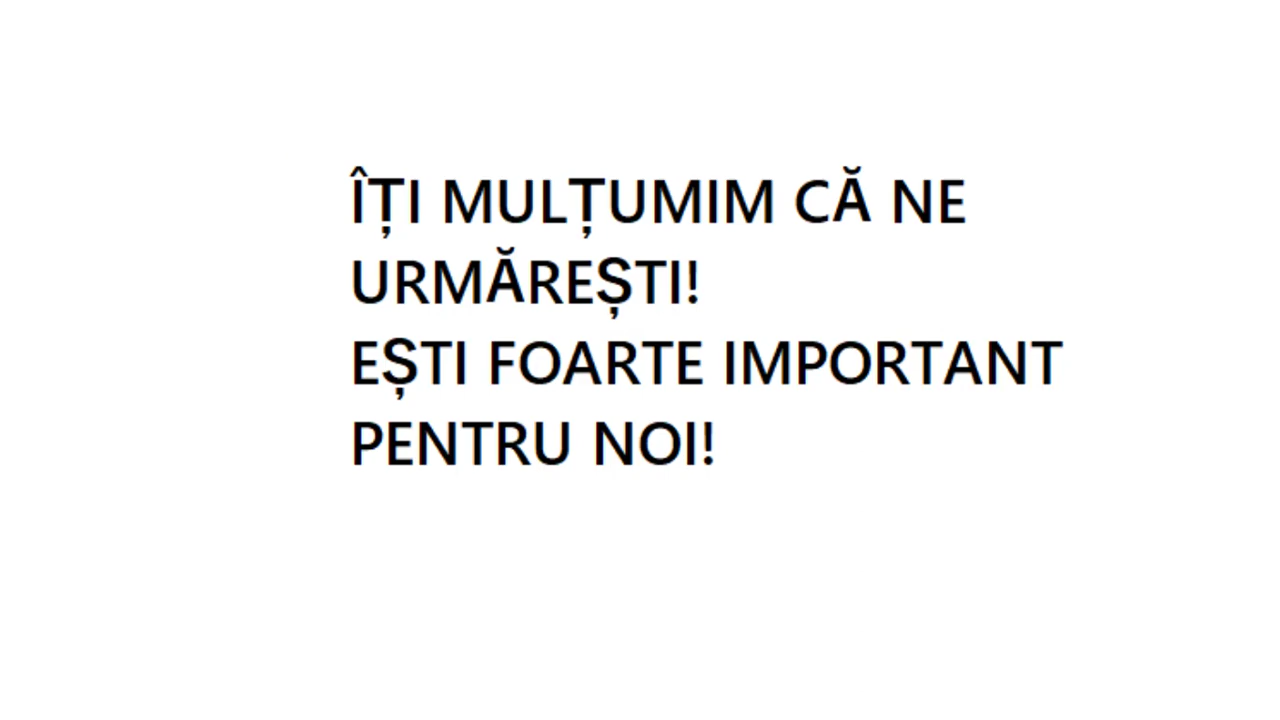 ÎȚI MULȚUMIM CĂ NE
URMĂREȘTI!
EȘTI FOARTE IMPORTANT
PENTRU NOI!